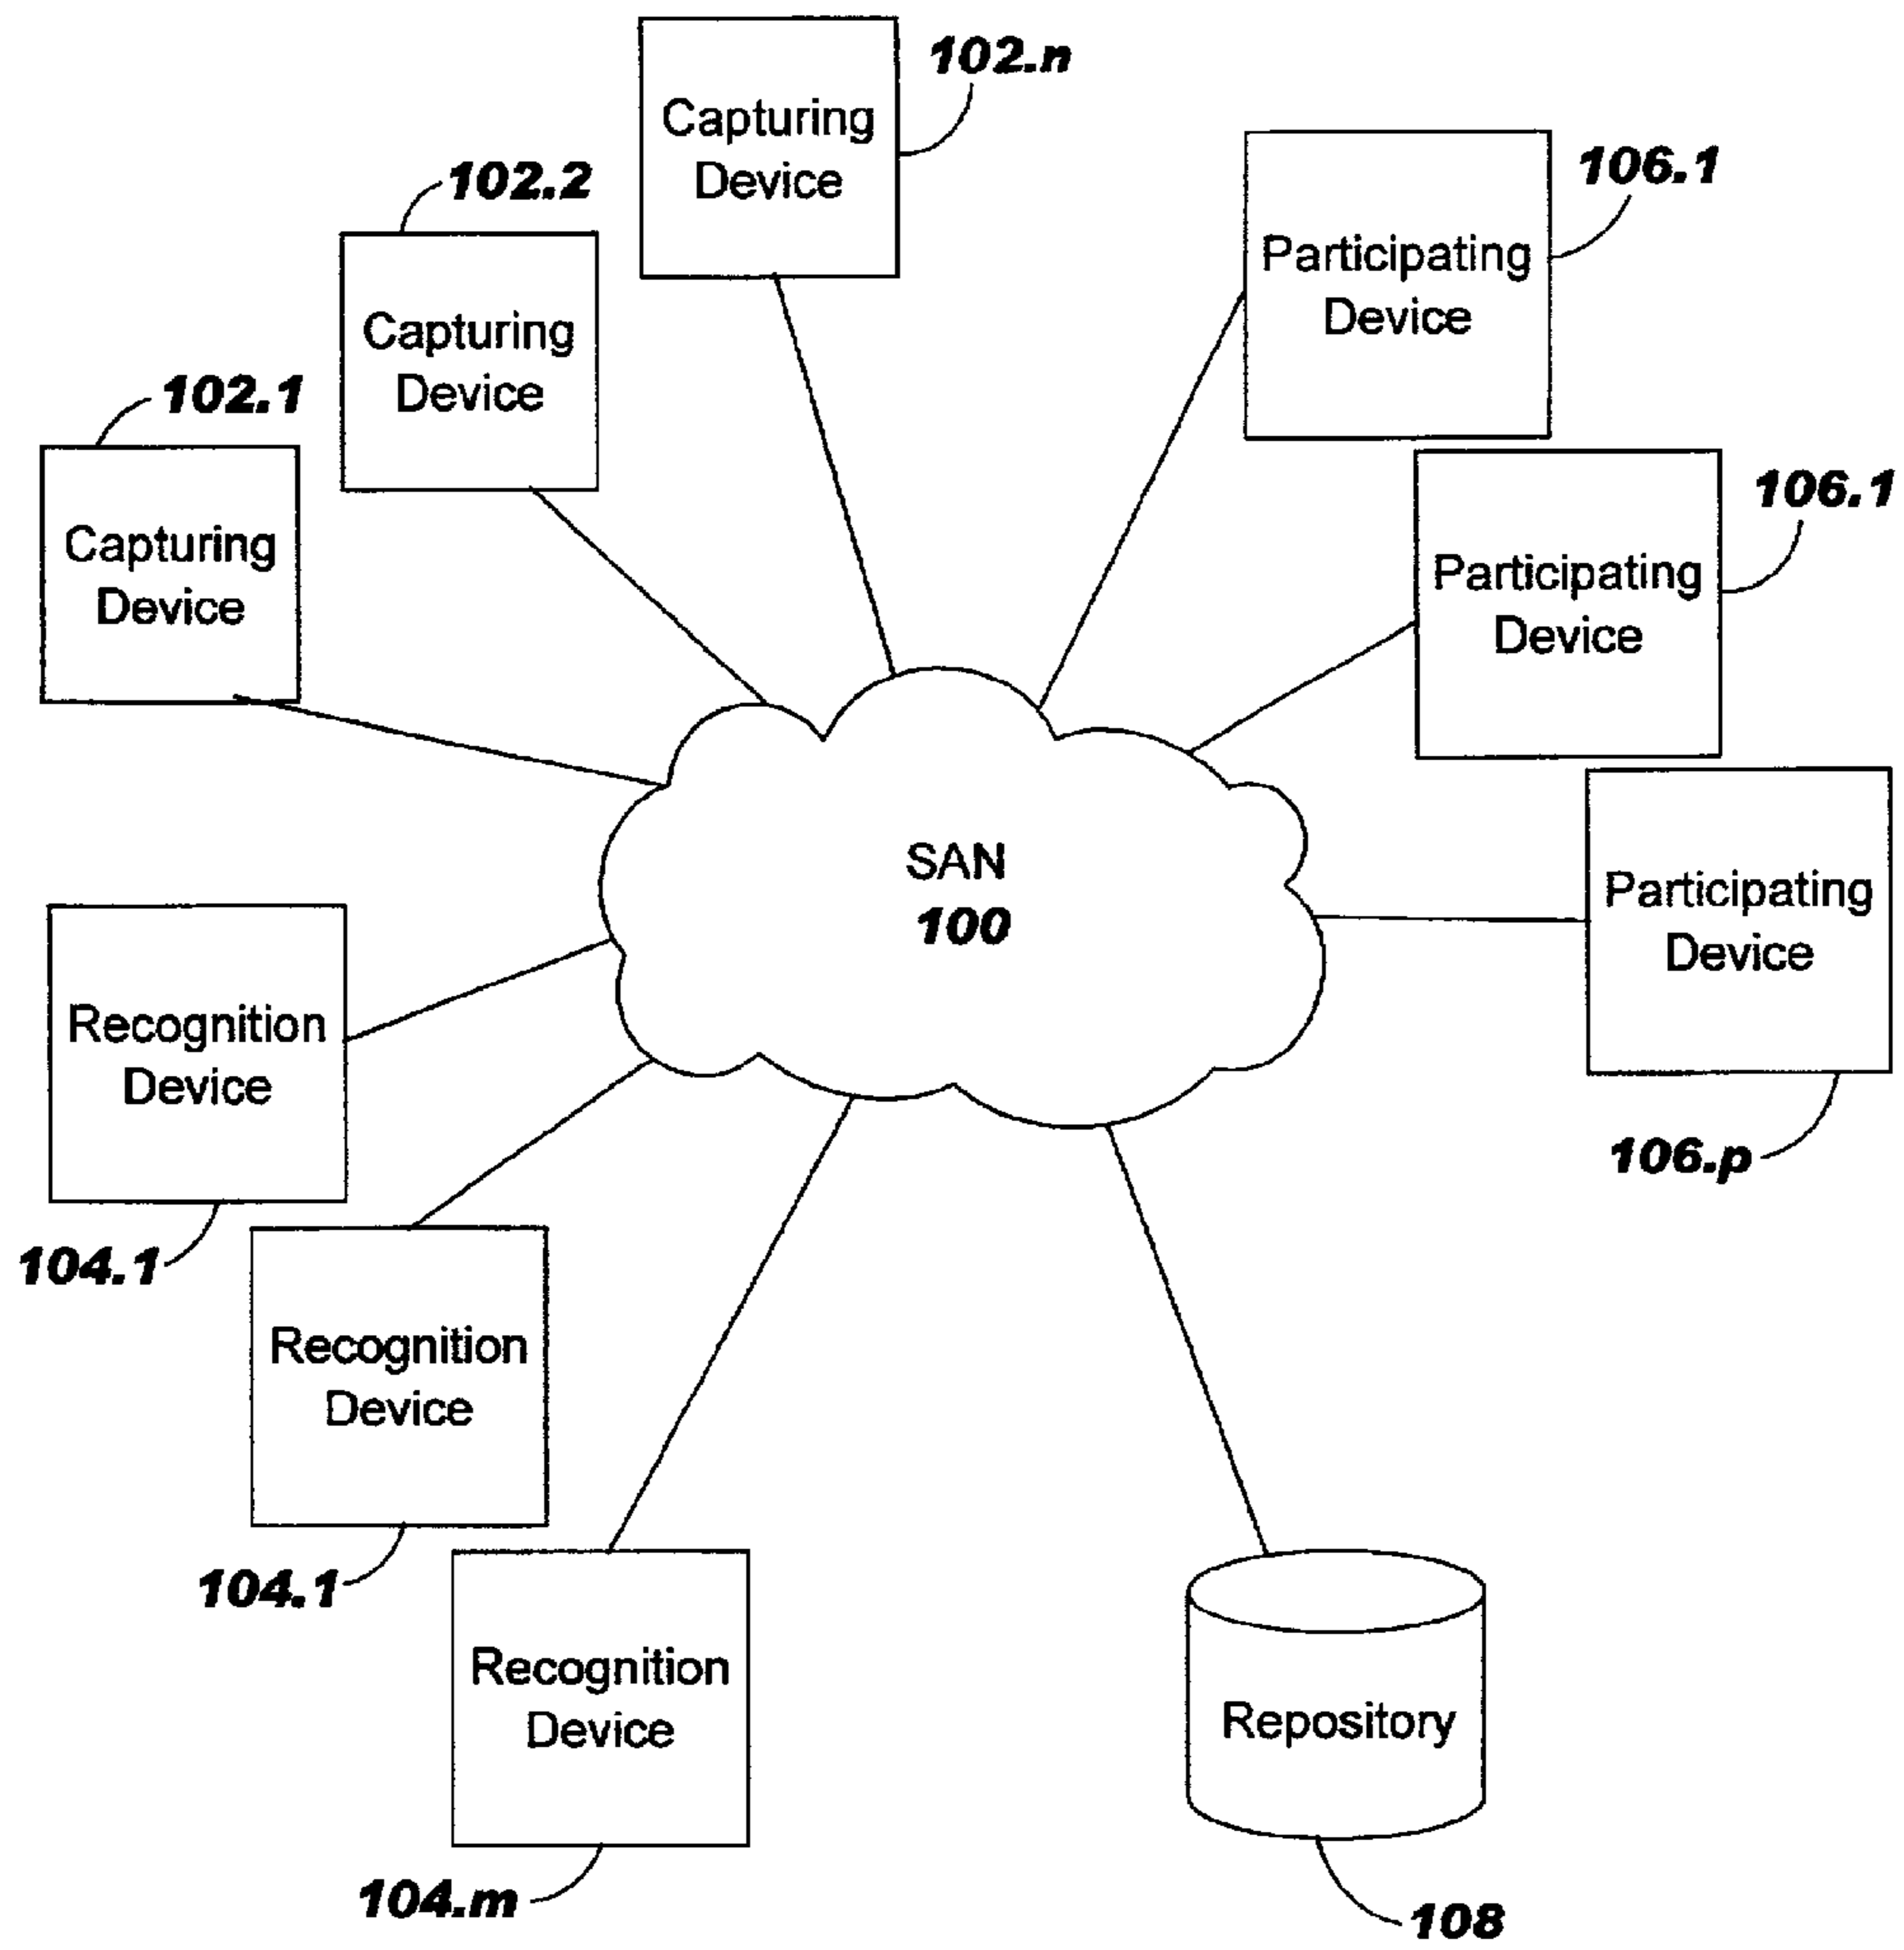 102.n
Capturing
Device
106.1
Participating
Device
102.2
Capturing
Device
102.1
Capturing
Device
106.1
Participating
Device
SAN
100
Participating
Device
106.p
Recognition
Device
104.1
Recognition
Device
104.1
Recognition
Device
104.m
Repository
108